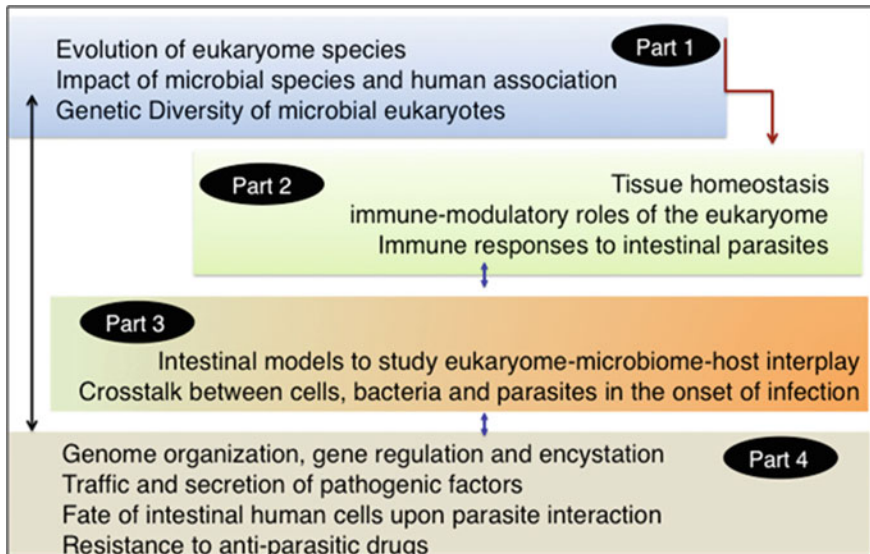 Evolution of eukaryome species
Part 1
Impact of microbial species and human association
Genetic Diversity of microbial eukaryotes
Part 2
Tissue homeostasis
immune-modulatory roles of the eukaryome
Immune responses to intestinal parasites
Part 3
Intestinal models to study eukaryome-microbiome-host interplay
Crosstalk between cells, bacteria and parasites in the onset of infection
Genome organization, gene regulation and encystation
Part 4
Traffic and secretion of pathogenic factors
Fate of intestinal human cells upon parasite interaction
Resistance to anti-parasitic drugs